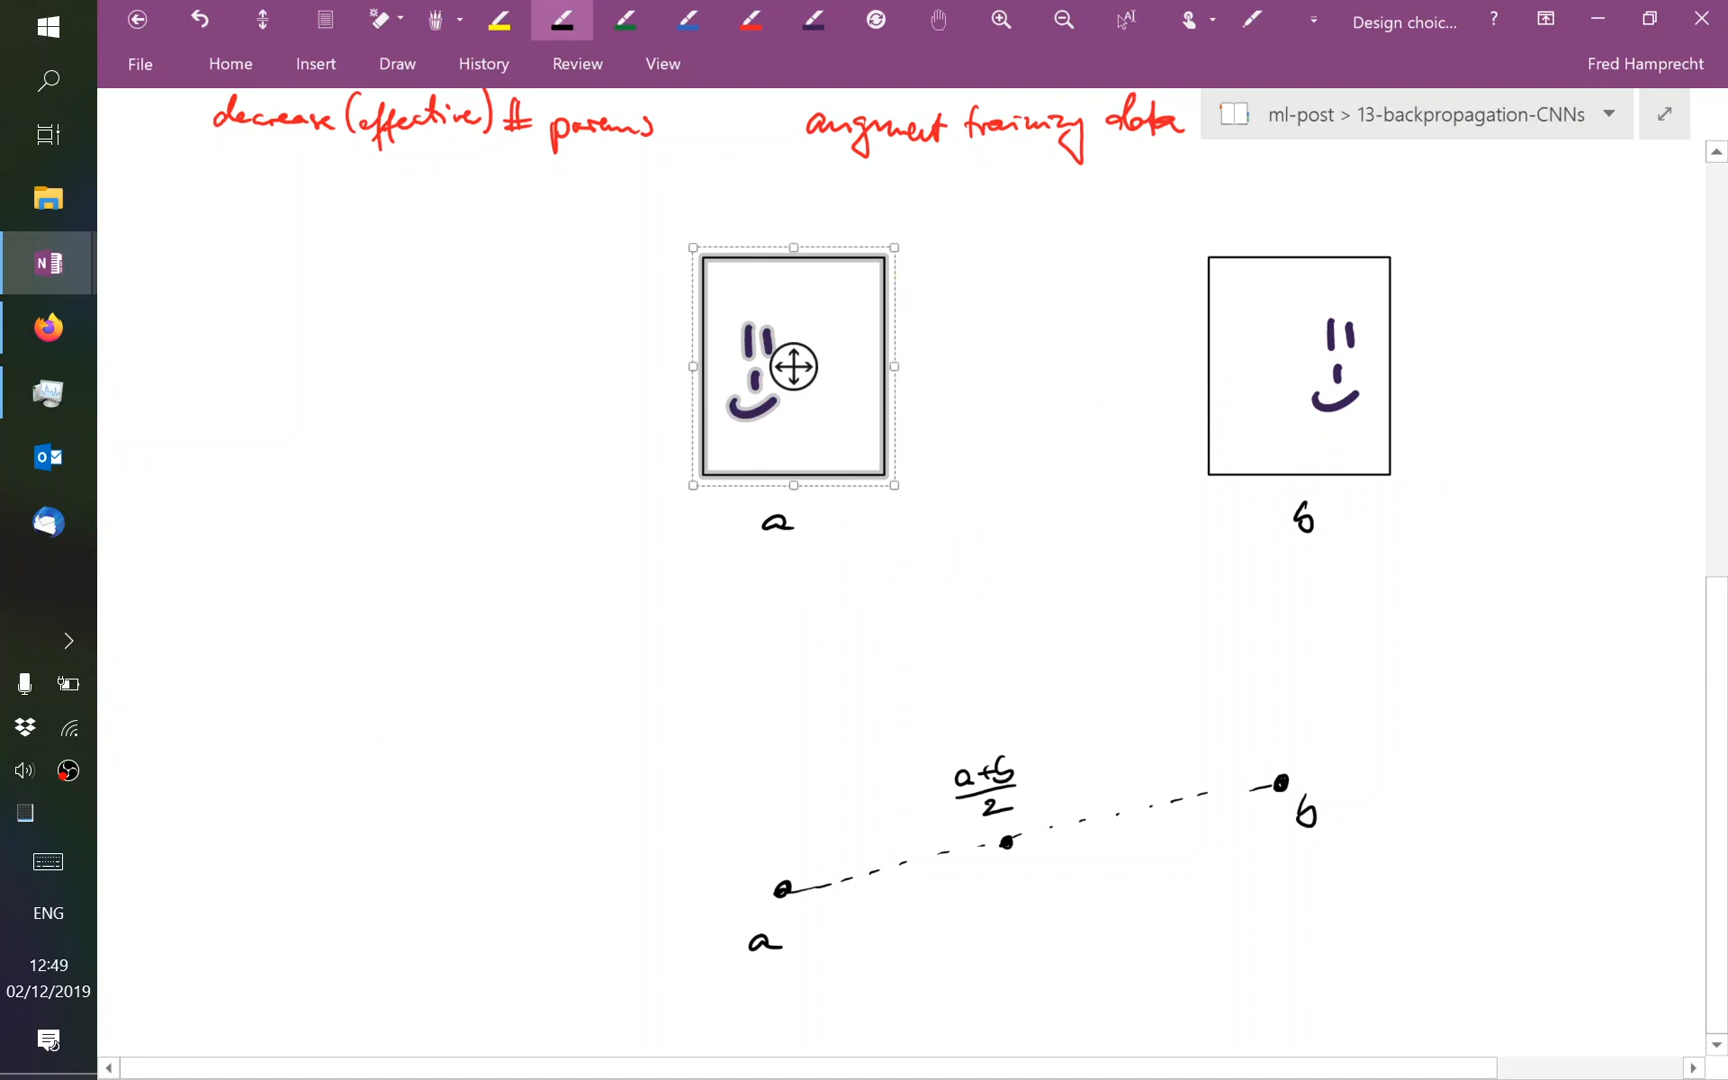 Design choic...
?
File
Home
Insert
Draw
History
Review
View
Fred Hamprecht
decrease (effective) # params
augment training data
ml-post > 13-backpropagation-CNNs
a
b
a+b
2
b
a
ENG
12:49
02/12/2019